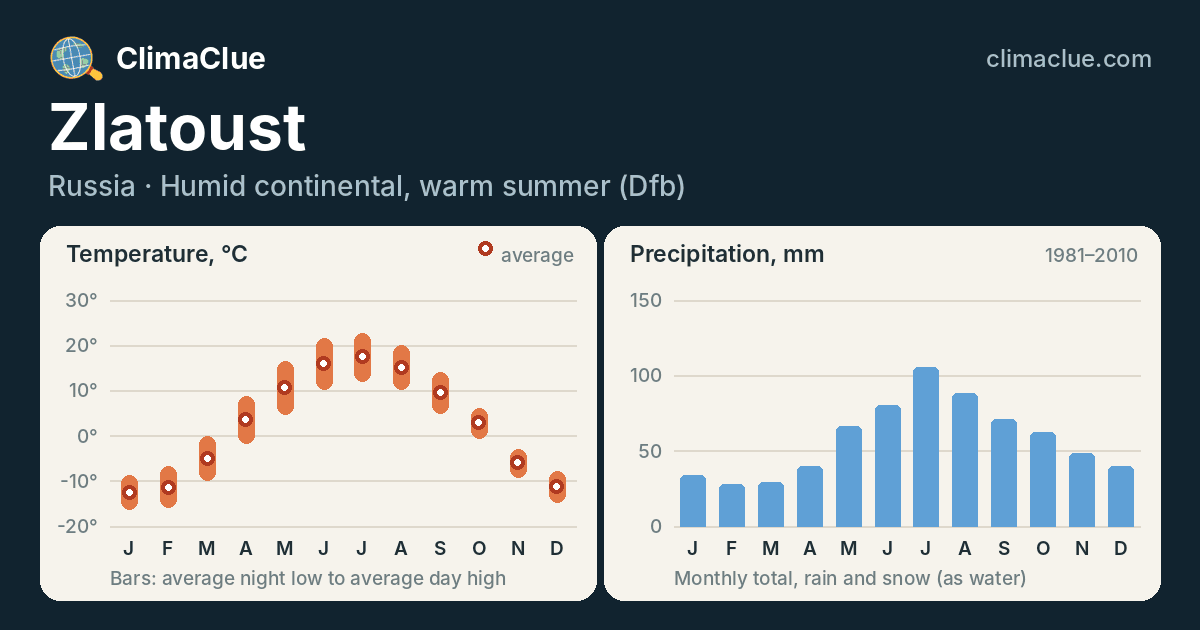 ClimaClue
climaclue.com
Zlatoust
Russia · Humid continental, warm summer (Dfb)
Temperature, °C
average
30°
20°
10°
0°
-10°
-20°
J F M A M J J A S O N D
Bars: average night low to average day high
Precipitation, mm
1981–2010
150
100
50
0
J F M A M J J A S O N D
Monthly total, rain and snow (as water)